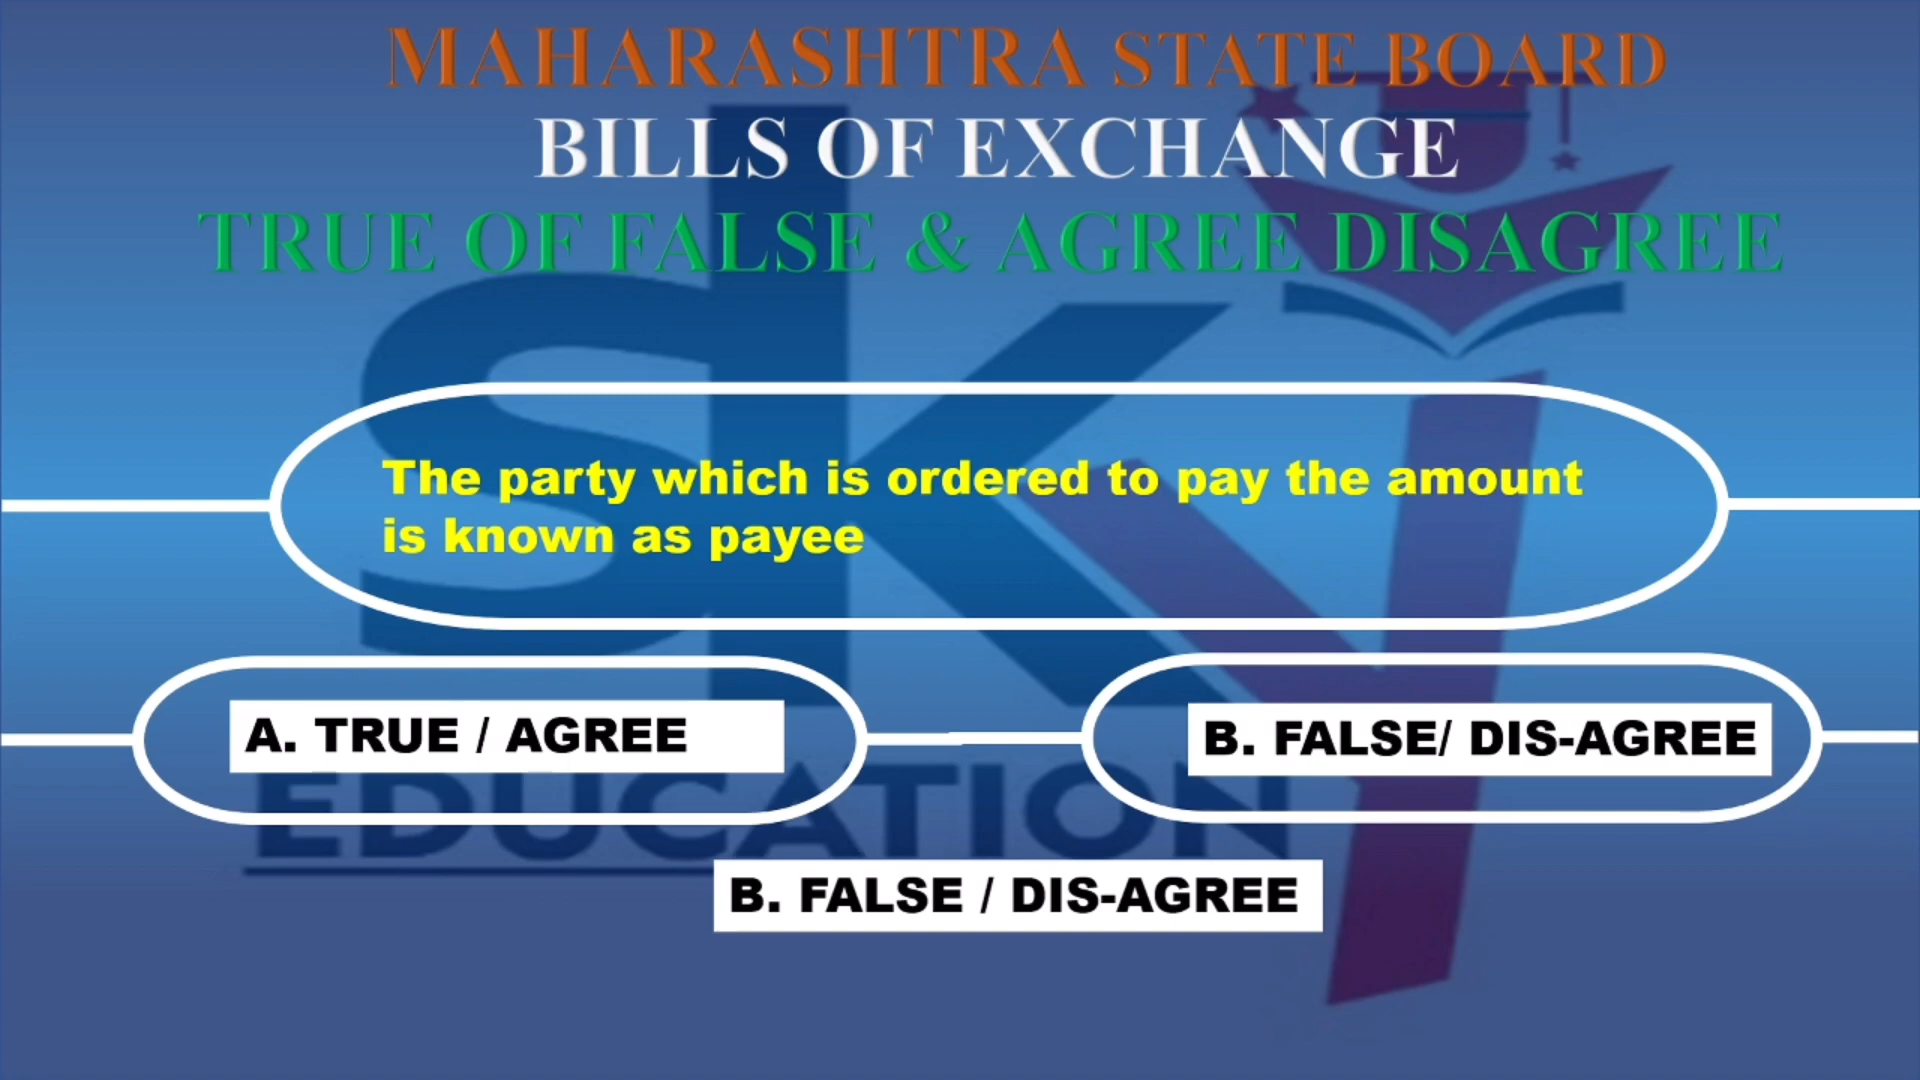 MAHARASHTRA STATE BOARD
BILLS OF EXCHANGE
TRUE OF FALSE & AGREE DISAGREE
The party which is ordered to pay the amount
is known as payee
A. TRUE / AGREE
B. FALSE/ DIS-AGREE
B. FALSE / DIS-AGREE
sky
EDUCATION